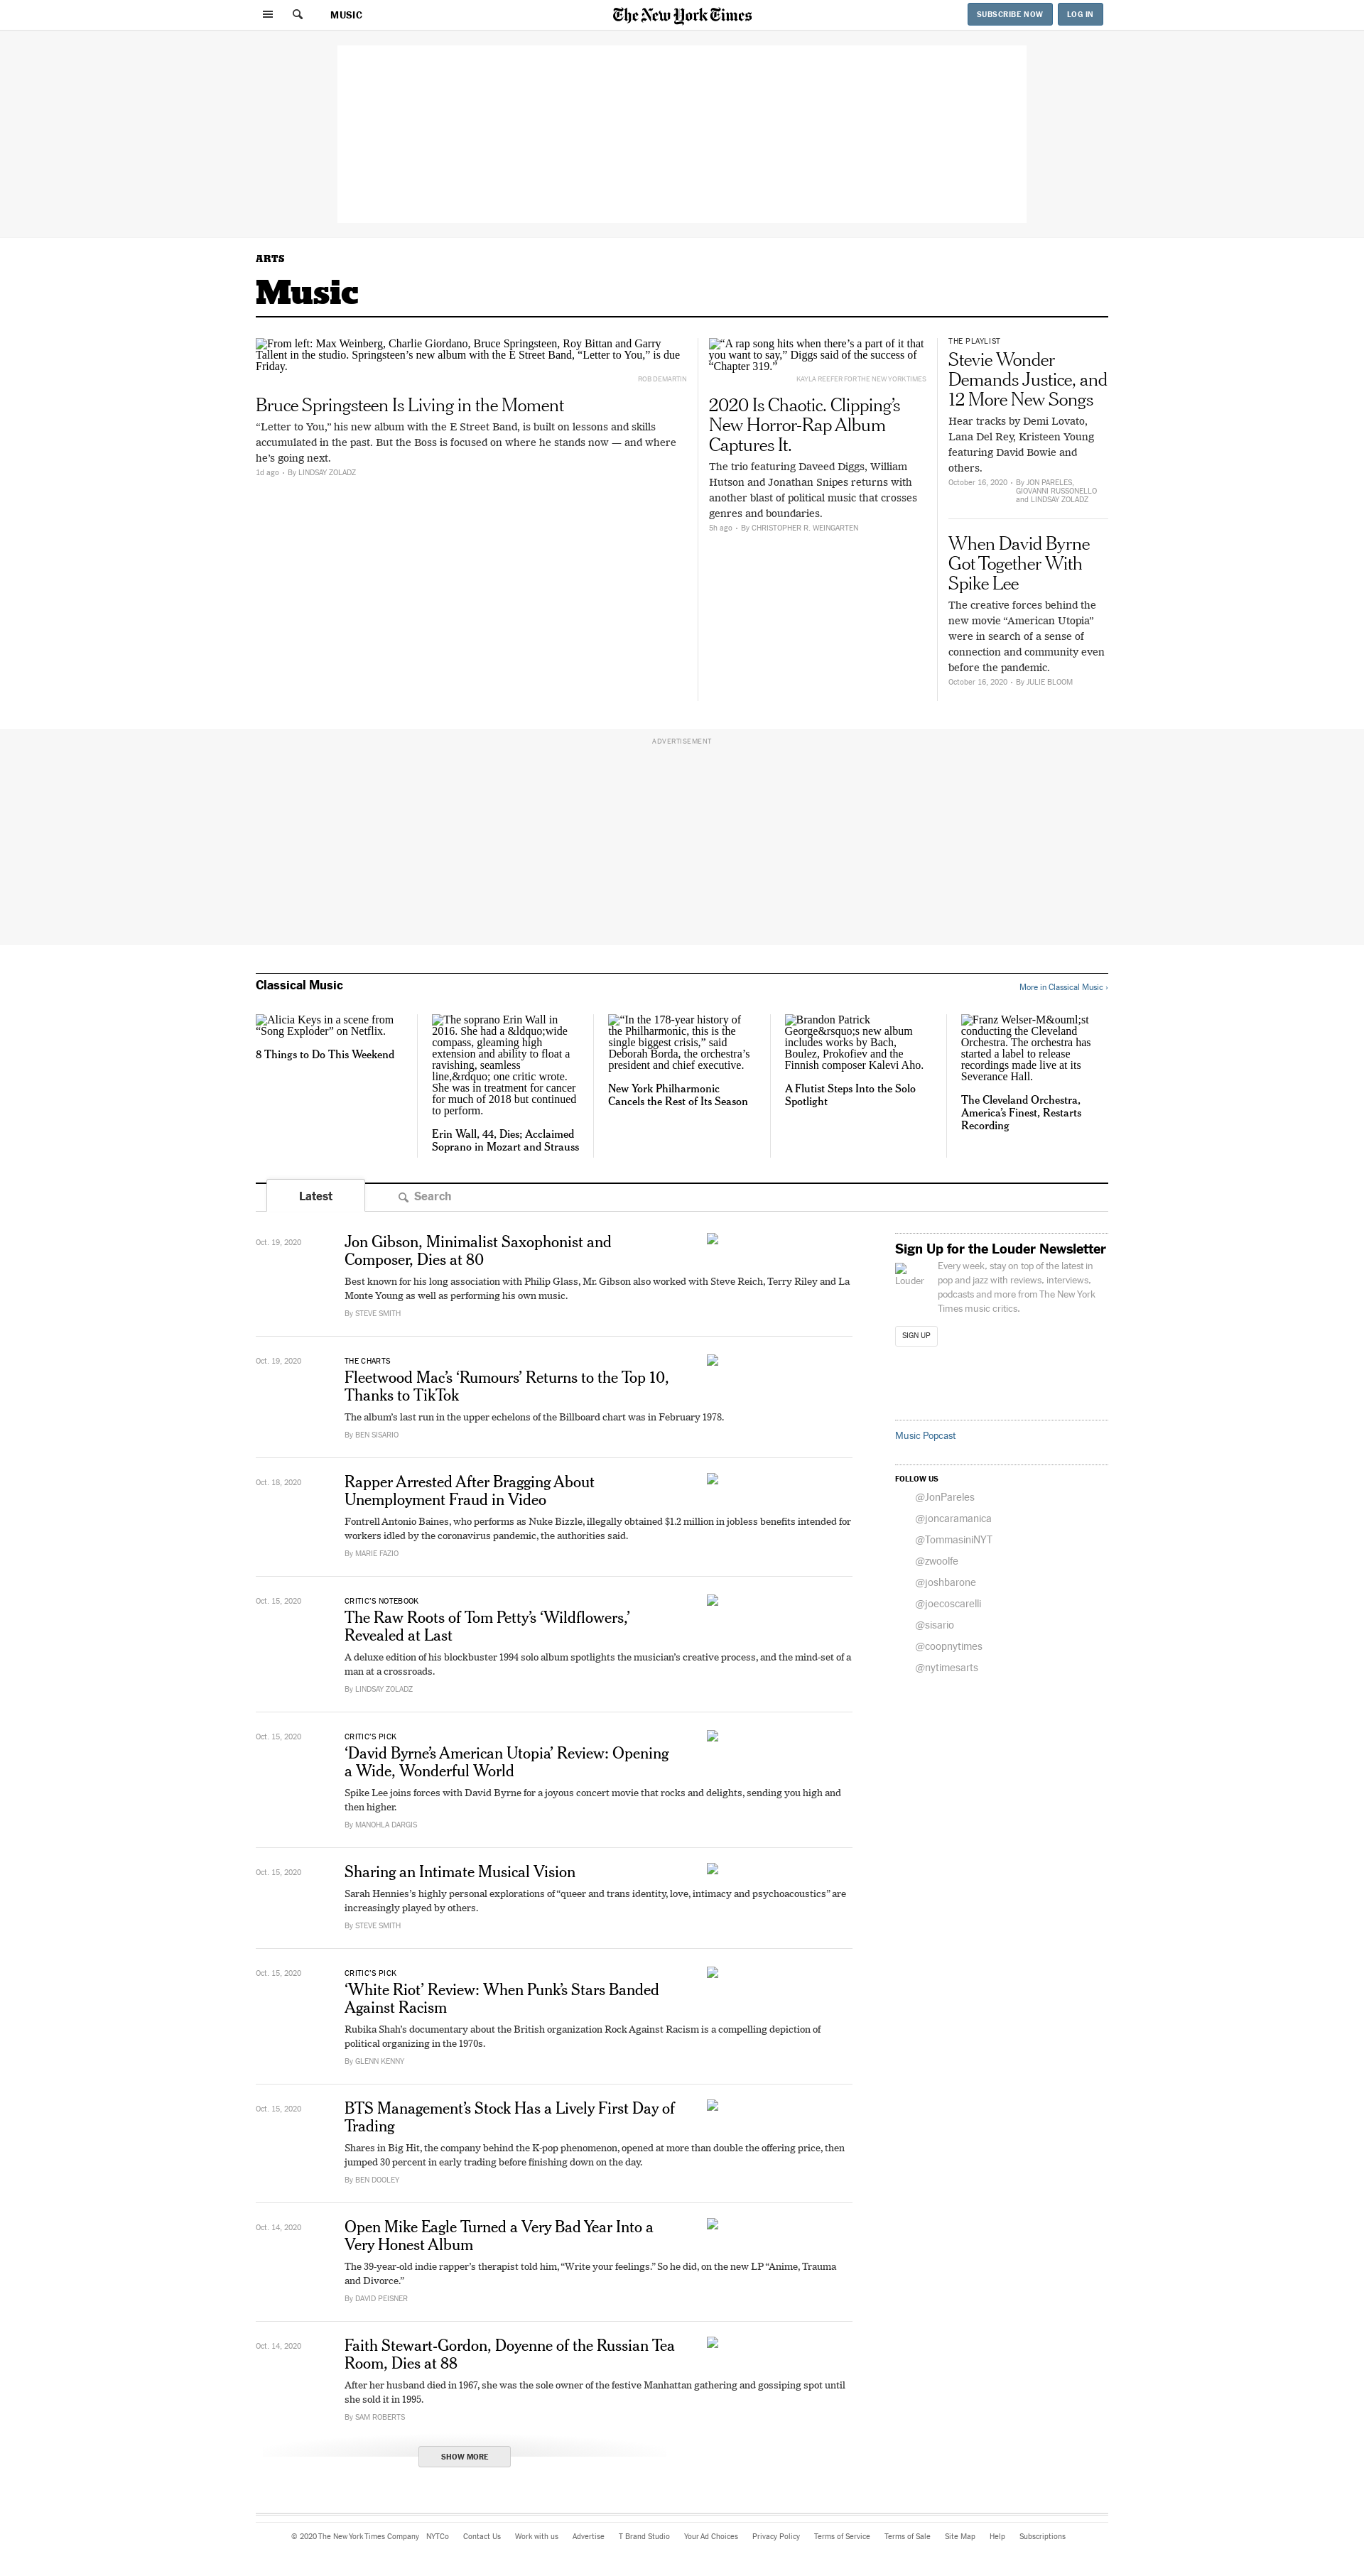 MUSIC
The New York Times
SUBSCRIBE NOW
LOG IN
ARTS
Music
From left: Max Weinberg, Charlie Giordano, Bruce Springsteen, Roy Bittan and Garry
Tallent in the studio. Springsteen's new album with the E Street Band, “Letter to You,” is due
Friday.
ROB DEMARTIN
Bruce Springsteen Is Living in the Moment
“Letter to You,” his new album with the E Street Band, is built on lessons and skills
accumulated in the past. But the Boss is focused on where he stands now — and where
he’s going next.
1d ago • By LINDSAY ZOLADZ
“A rap song hits when there’s a part of it that
you want to say,” Diggs said of the success of
“Chapter 319.”
KAYLA REEFER FOR THE NEW YORK TIMES
2020 Is Chaotic. Clipping’s
New Horror-Rap Album
Captures It.
The trio featuring Daveed Diggs, William
Hutson and Jonathan Snipes returns with
another blast of political music that crosses
genres and boundaries.
5h ago • By CHRISTOPHER R. WEINGARTEN
THE PLAYLIST
Stevie Wonder
Demands Justice, and
12 More New Songs
Hear tracks by Demi Lovato,
Lana Del Rey, Kristeen Young
featuring David Bowie and
others.
October 16, 2020 • By JON PARELES,
GIOVANNI RUSSONELLO
and LINDSAY ZOLADZ
When David Byrne
Got Together With
Spike Lee
The creative forces behind the
new movie “American Utopia”
were in search of a sense of
connection and community even
before the pandemic.
October 16, 2020 • By JULIE BLOOM
ADVERTISEMENT
Classical Music
More in Classical Music ›
Alicia Keys in a scene from
“Song Exploder” on Netflix.
8 Things to Do This Weekend
The soprano Erin Wall in
2016. She had a &ldquo;wide
compass, gleaming high
extension and ability to float a
ravishing, seamless
line,&rdquo; one critic wrote.
She was in treatment for cancer
for much of 2018 but continued
to perform.
Erin Wall, 44, Dies; Acclaimed
Soprano in Mozart and Strauss
“In the 178-year history of
the Philharmonic, this is the
single biggest crisis,” said
Deborah Borda, the orchestra’s
president and chief executive.
New York Philharmonic
Cancels the Rest of Its Season
Brandon Patrick
George&rsquo;s new album
includes works by Bach,
Boulez, Prokofiev and the
Finnish composer Kalevi Aho.
A Flutist Steps Into the Solo
Spotlight
Franz Welser-M&ouml;st
conducting the Cleveland
Orchestra. The orchestra has
started a label to release
recordings made live at its
Severance Hall.
The Cleveland Orchestra,
America’s Finest, Restarts
Recording
Latest
Search
Oct. 19, 2020
Jon Gibson, Minimalist Saxophonist and
Composer, Dies at 80
Best known for his long association with Philip Glass, Mr. Gibson also worked with Steve Reich, Terry Riley and La
Monte Young as well as performing his own music.
By STEVE SMITH
Oct. 19, 2020
THE CHARTS
Fleetwood Mac’s ‘Rumours’ Returns to the Top 10,
Thanks to TikTok
The album’s last run in the upper echelons of the Billboard chart was in February 1978.
By BEN SISARIO
Oct. 18, 2020
Rapper Arrested After Bragging About
Unemployment Fraud in Video
Fontrell Antonio Baines, who performs as Nuke Bizzle, illegally obtained $1.2 million in jobless benefits intended for
workers idled by the coronavirus pandemic, the authorities said.
By MARIE FAZIO
Oct. 15, 2020
CRITIC’S NOTEBOOK
The Raw Roots of Tom Petty’s ‘Wildflowers,’
Revealed at Last
A deluxe edition of his blockbuster 1994 solo album spotlights the musician’s creative process, and the mind-set of a
man at a crossroads.
By LINDSAY ZOLADZ
Oct. 15, 2020
CRITIC’S PICK
‘David Byrne’s American Utopia’ Review: Opening
a Wide, Wonderful World
Spike Lee joins forces with David Byrne for a joyous concert movie that rocks and delights, sending you high and
then higher.
By MANOHLA DARGIS
Oct. 15, 2020
Sharing an Intimate Musical Vision
Sarah Hennies’s highly personal explorations of “queer and trans identity, love, intimacy and psychoacoustics” are
increasingly played by others.
By STEVE SMITH
Oct. 15, 2020
CRITIC’S PICK
‘White Riot’ Review: When Punk’s Stars Banded
Against Racism
Rubika Shah’s documentary about the British organization Rock Against Racism is a compelling depiction of
political organizing in the 1970s.
By GLENN KENNY
Oct. 15, 2020
BTS Management’s Stock Has a Lively First Day of
Trading
Shares in Big Hit, the company behind the K-pop phenomenon, opened at more than double the offering price, then
jumped 30 percent in early trading before finishing down on the day.
By BEN DOOLEY
Oct. 14, 2020
Open Mike Eagle Turned a Very Bad Year Into a
Very Honest Album
The 39-year-old indie rapper’s therapist told him, “Write your feelings.” So he did, on the new LP “Anime, Trauma
and Divorce.”
By DAVID PEISNER
Oct. 14, 2020
Faith Stewart-Gordon, Doyenne of the Russian Tea
Room, Dies at 88
After her husband died in 1967, she was the sole owner of the festive Manhattan gathering and gossiping spot until
she sold it in 1995.
By SAM ROBERTS
SHOW MORE
Sign Up for the Louder Newsletter
Louder
Every week, stay on top of the latest in
pop and jazz with reviews, interviews,
podcasts and more from The New York
Times music critics.
SIGN UP
Music Popcast
FOLLOW US
@JonPareles
@joncaramanica
@TommasiniNYT
@zwoolfe
@joshbarone
@joecoscarelli
@sisario
@coopnytimes
@nytimesarts
© 2020 The New York Times Company NYTCo Contact Us Work with us Advertise T Brand Studio Your Ad Choices Privacy Policy Terms of Service Terms of Sale Site Map Help Subscriptions